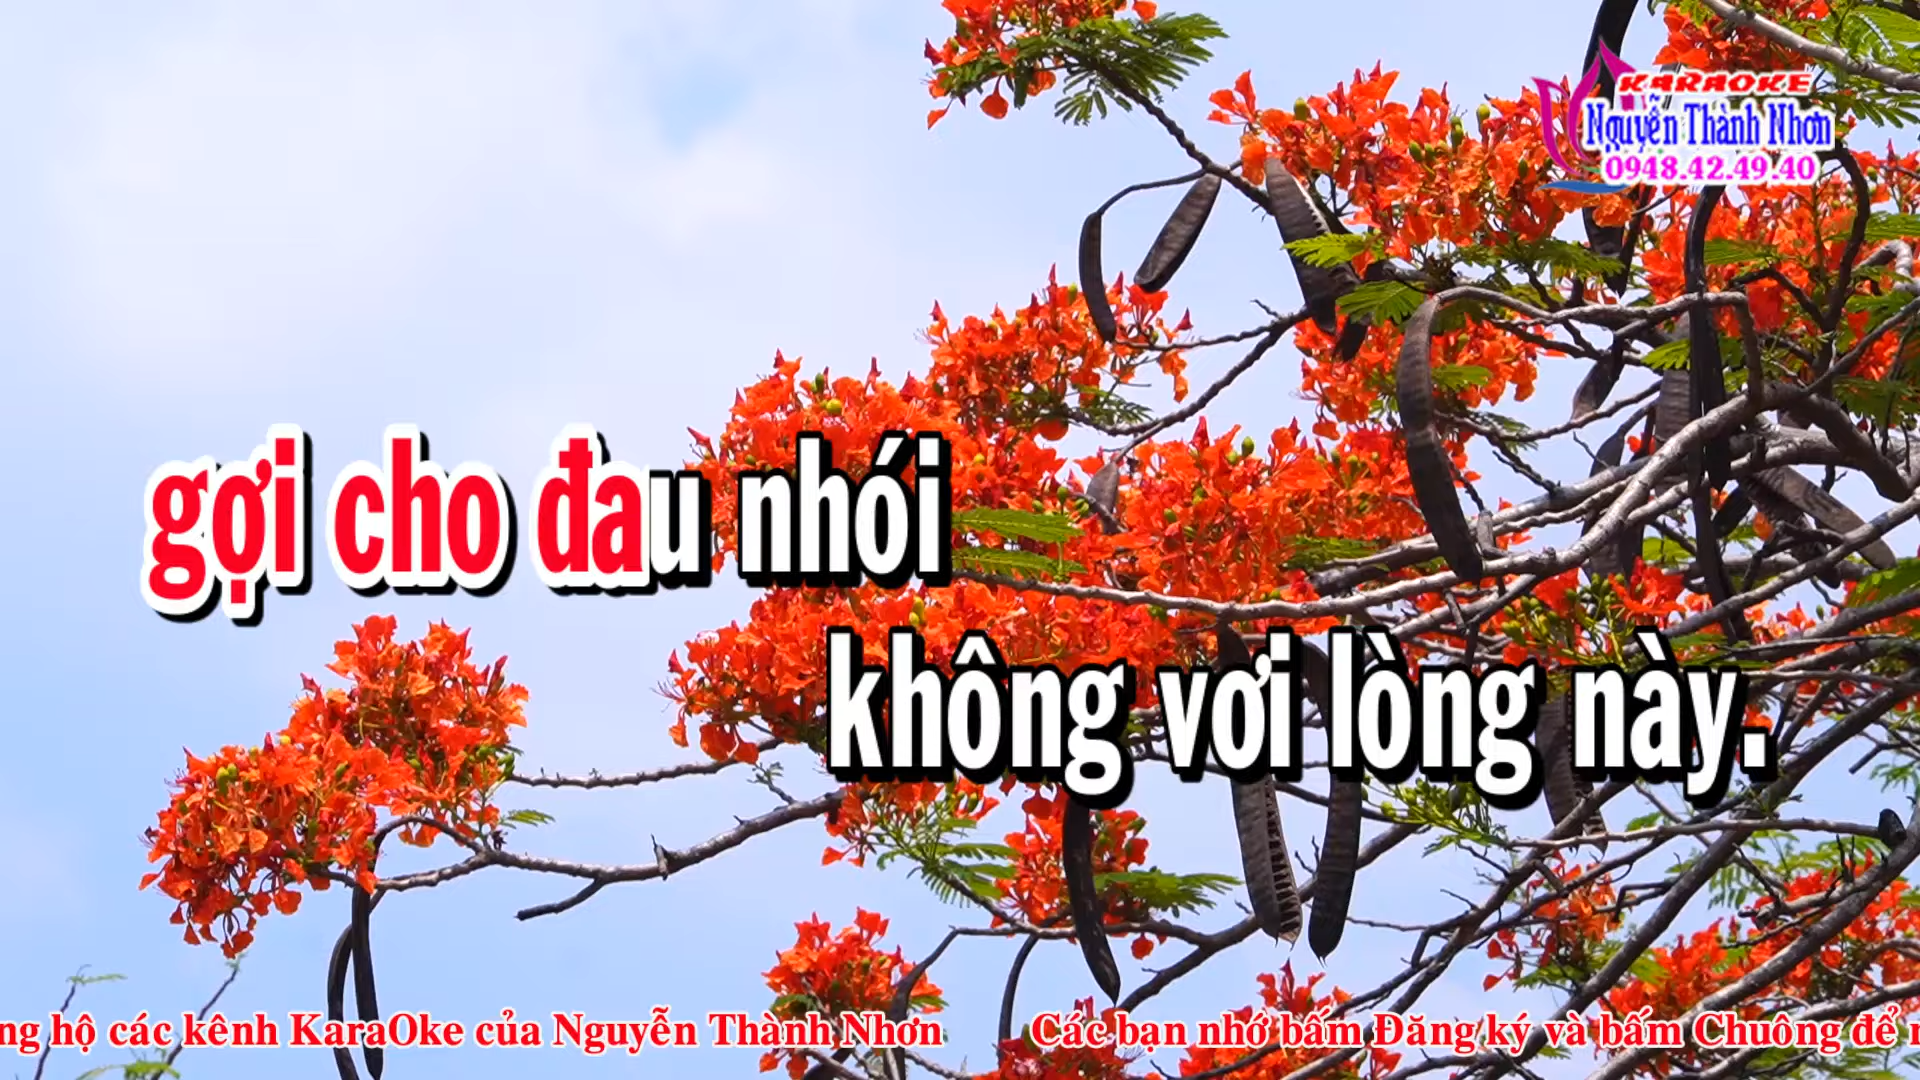 KARAOKE
Nguyễn Thành Nhơn
0948.42.49.40
gợi cho đau nhói
không vơi lòng này.
ng hộ các kênh KaraOke của Nguyễn Thành Nhơn Các bạn nhớ bấm Đăng ký và bấm Chuông để